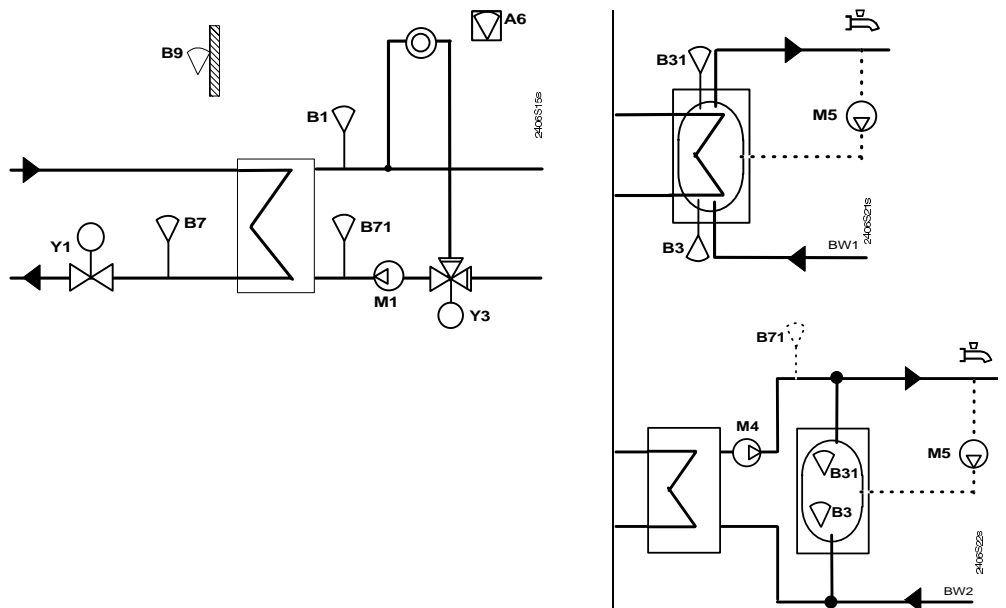 A6
B9
B1
2406S15s
B7
B71
Y1
M1
Y3
B31
M5
B3
BW1
2406S21s
B71
M4
M5
B31
B3
2406S22s
BW2